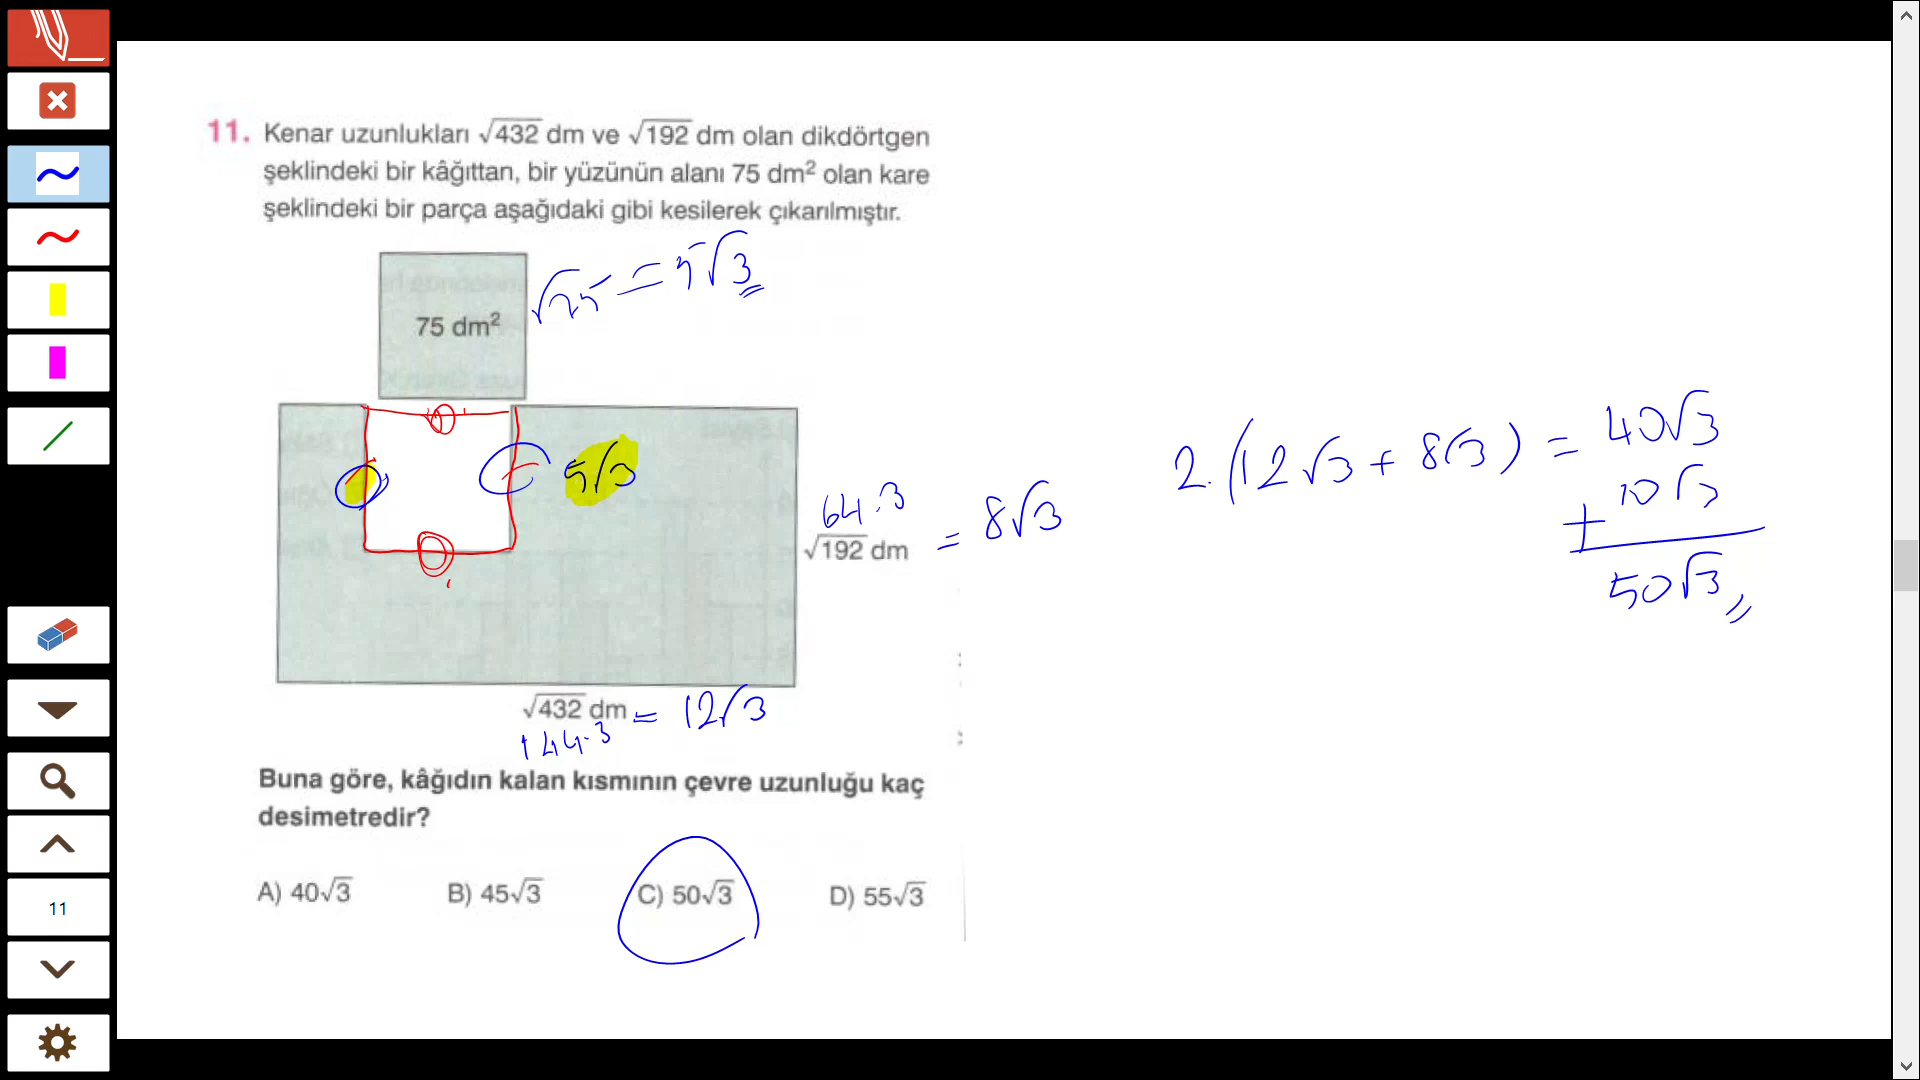 11. Kenar uzunlukları √432 dm ve √192 dm olan dikdörtgen
şeklindeki bir kâğıttan, bir yüzünün alanı 75 dm² olan kare
şeklindeki bir parça aşağıdaki gibi kesilerek çıkarılmıştır.
75 dm²
√75 = 5√3
5√3
64.3
√192 dm = 8√3
2.(12√3 + 8√3) = 40√3
+ 10√3
50√3
√432 dm = 12√3
144.3
Buna göre, kâğıdın kalan kısmının çevre uzunluğu kaç
desimetredir?
A) 40√3 B) 45√3 C) 50√3 D) 55√3
11